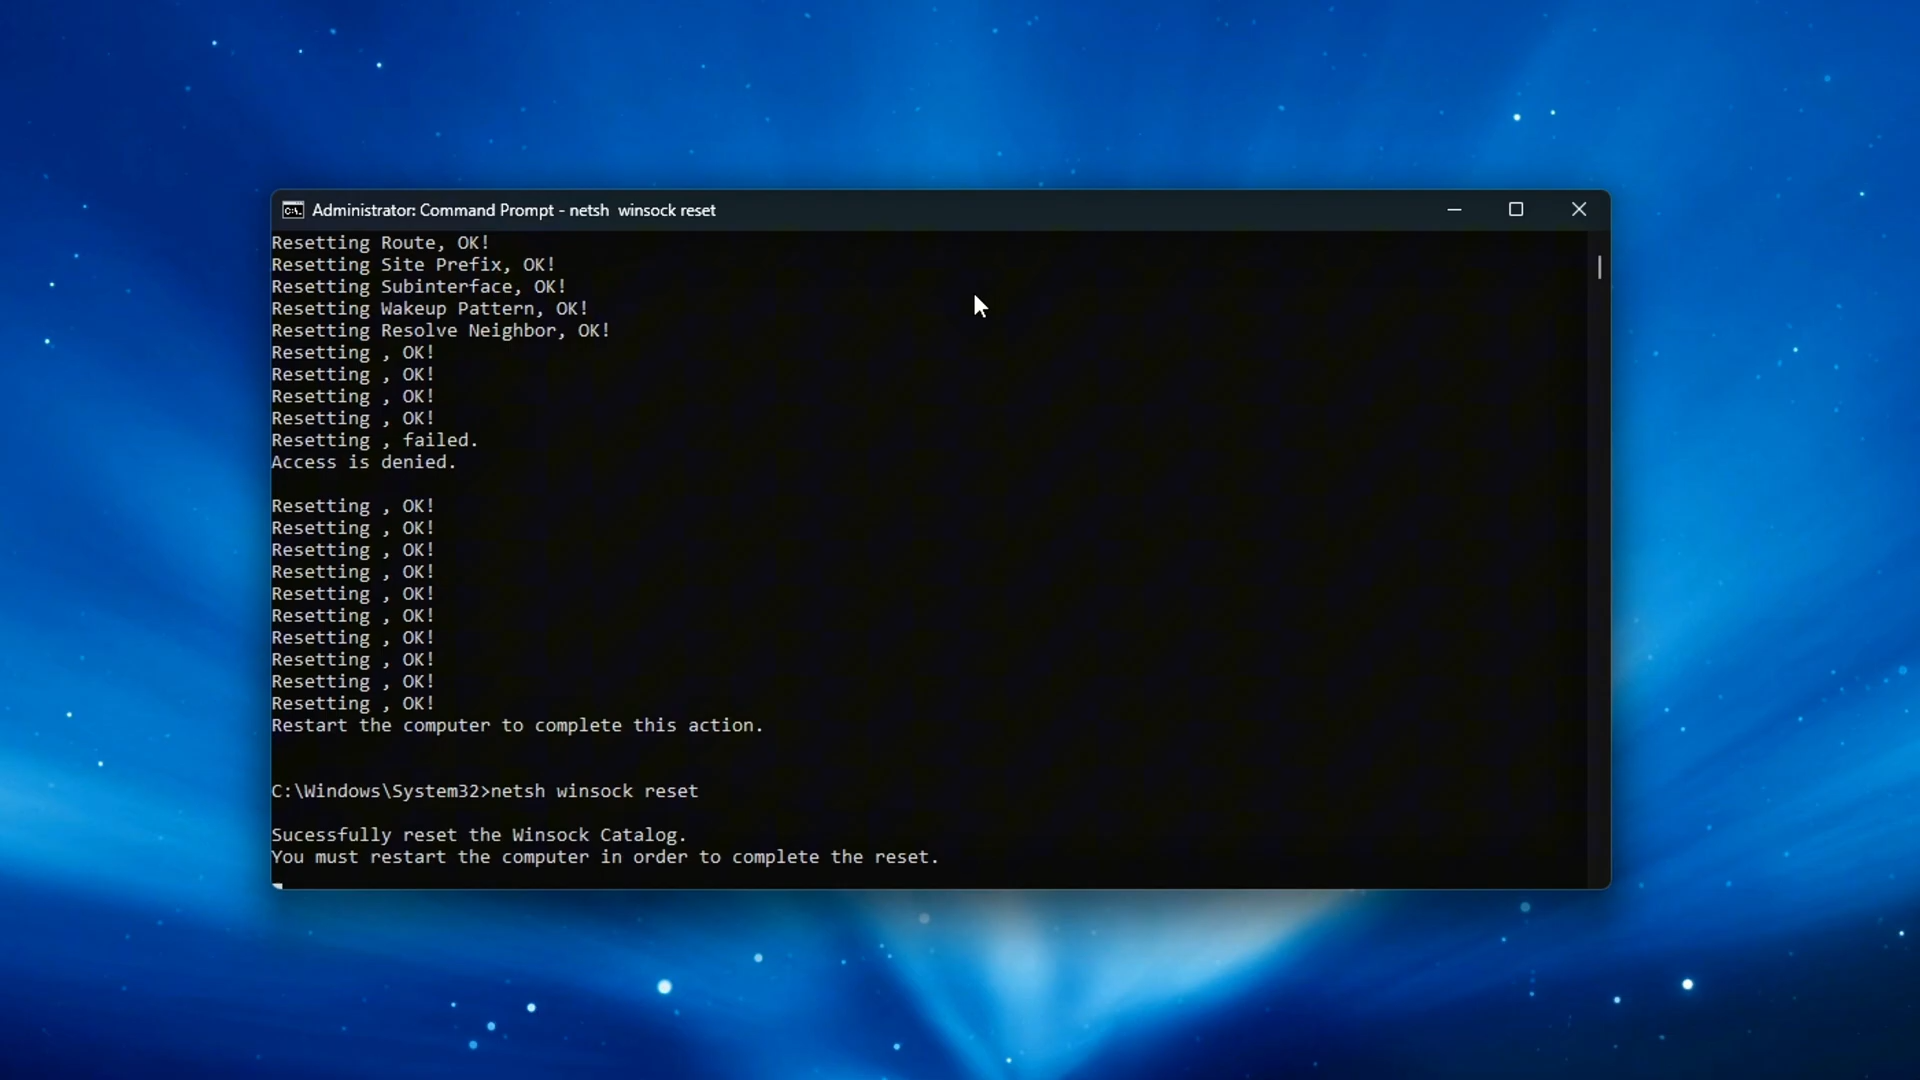 Administrator: Command Prompt - netsh  winsock reset
Resetting Route, OK!
Resetting Site Prefix, OK!
Resetting Subinterface, OK!
Resetting Wakeup Pattern, OK!
Resetting Resolve Neighbor, OK!
Resetting , OK!
Resetting , OK!
Resetting , OK!
Resetting , OK!
Resetting , failed.
Access is denied.
Resetting , OK!
Resetting , OK!
Resetting , OK!
Resetting , OK!
Resetting , OK!
Resetting , OK!
Resetting , OK!
Resetting , OK!
Resetting , OK!
Resetting , OK!
Restart the computer to complete this action.
C:\Windows\System32>netsh winsock reset
Sucessfully reset the Winsock Catalog.
You must restart the computer in order to complete the reset.